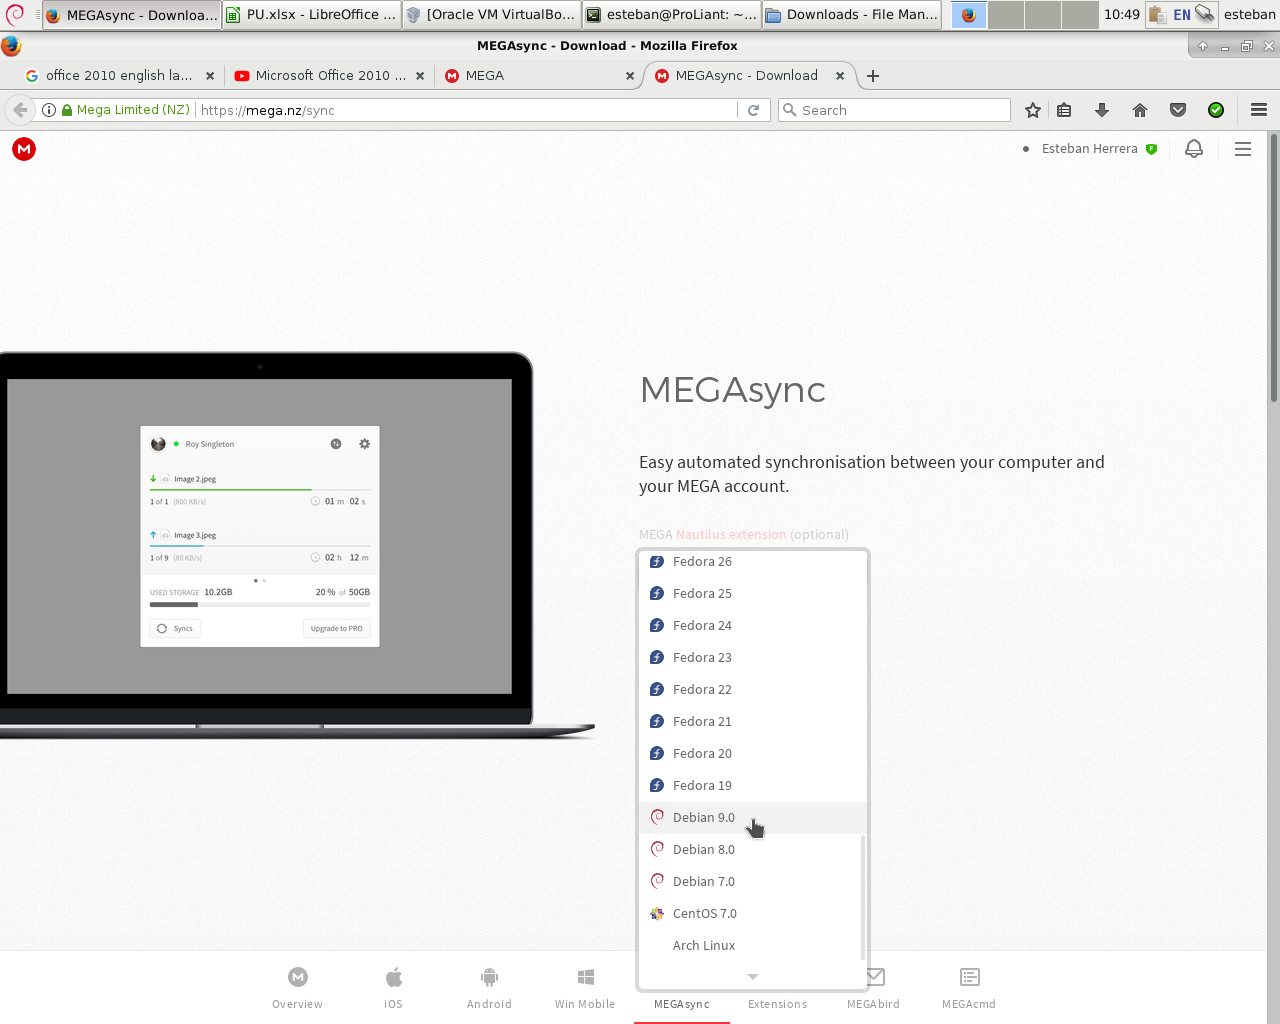 MEGAsync - Downloa...
PU.xlsx - LibreOffice ...
[Oracle VM VirtualBo...
esteban@ProLiant: ~...
Downloads - File Man...
10:49
EN
esteban
MEGAsync - Download - Mozilla Firefox
office 2010 english la...
Microsoft Office 2010 ...
MEGA
MEGAsync - Download
Mega Limited (NZ)
https://mega.nz/sync
Search
Esteban Herrera
MEGAsync
Easy automated synchronisation between your computer and
your MEGA account.
MEGA Nautilus extension (optional)
Roy Singleton
Image 2.jpeg
1 of 1 (800 KB/s) 01 m 02 s
Image 3.jpeg
1 of 9 (80 KB/s) 02 h 12 m
USED STORAGE 10.2GB 20 % of 50GB
Syncs
Upgrade to PRO
Fedora 26
Fedora 25
Fedora 24
Fedora 23
Fedora 22
Fedora 21
Fedora 20
Fedora 19
Debian 9.0
Debian 8.0
Debian 7.0
CentOS 7.0
Arch Linux
Overview
iOS
Android
Win Mobile
MEGAsync
Extensions
MEGAbird
MEGAcmd